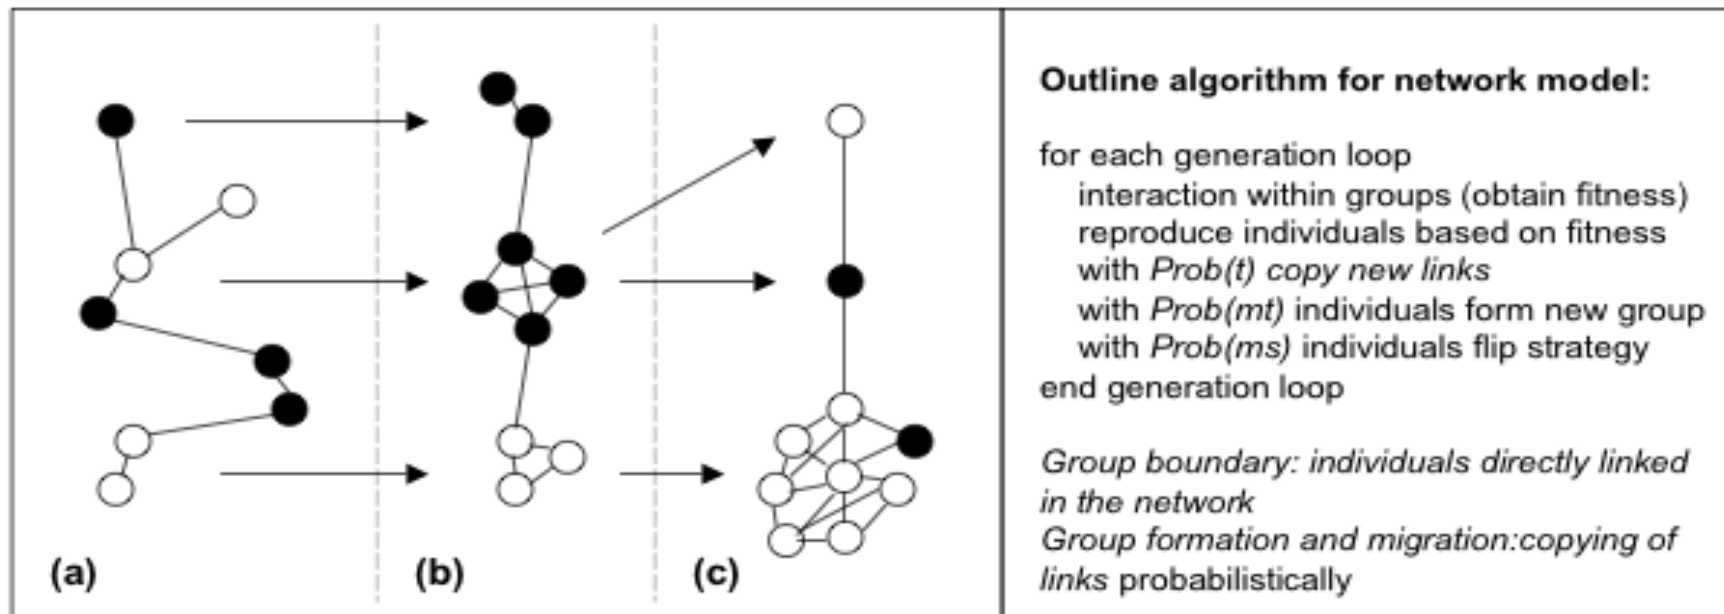 (a)
(b)
(c)
Outline algorithm for network model:
for each generation loop
interaction within groups (obtain fitness)
reproduce individuals based on fitness
with Prob(t) copy new links
with Prob(mt) individuals form new group
with Prob(ms) individuals flip strategy
end generation loop
Group boundary: individuals directly linked
in the network
Group formation and migration:copying of
links probabilistically